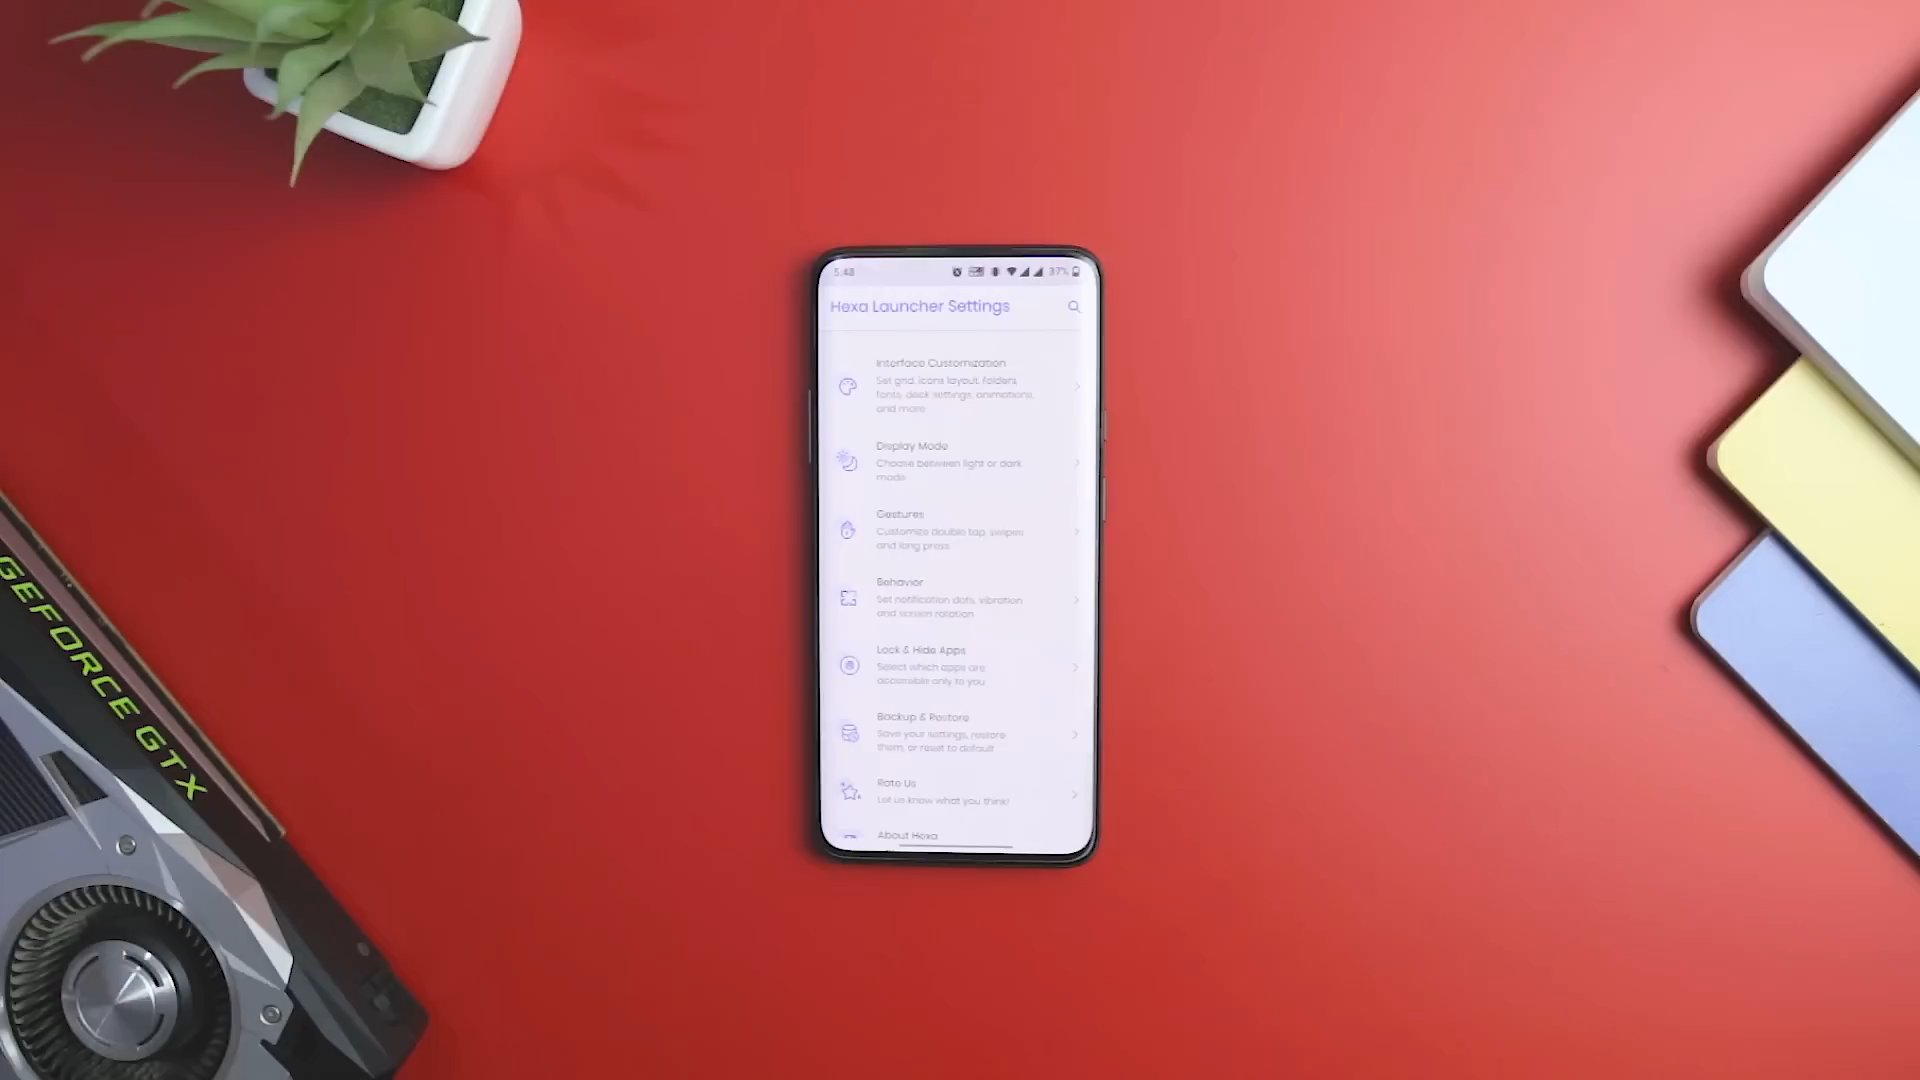 5:48
37%
Hexa Launcher Settings
Interface Customization
Set grid, icons layout, folders,
fonts, dock settings, animations,
and more
Display Mode
Choose between light or dark
mode
Gestures
Customize double tap, swipes
and long press
Behavior
Set notification dots, vibration
and screen rotation
Lock & Hide Apps
Select which apps are
accessible only to you
Backup & Restore
Save your settings, restore
them, or reset to default
Rate Us
Let us know what you think!
About Hexa
GEFORCE GTX